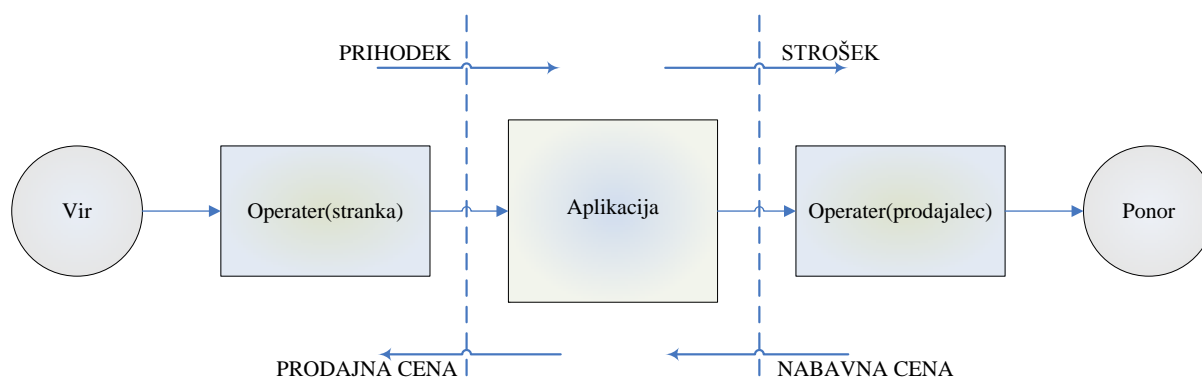 PRIHODEK
STROŠEK
Vir
Operater(stranka)
Aplikacija
Operater(prodajalec)
Ponor
PRODAJNA CENA
NABAVNA CENA